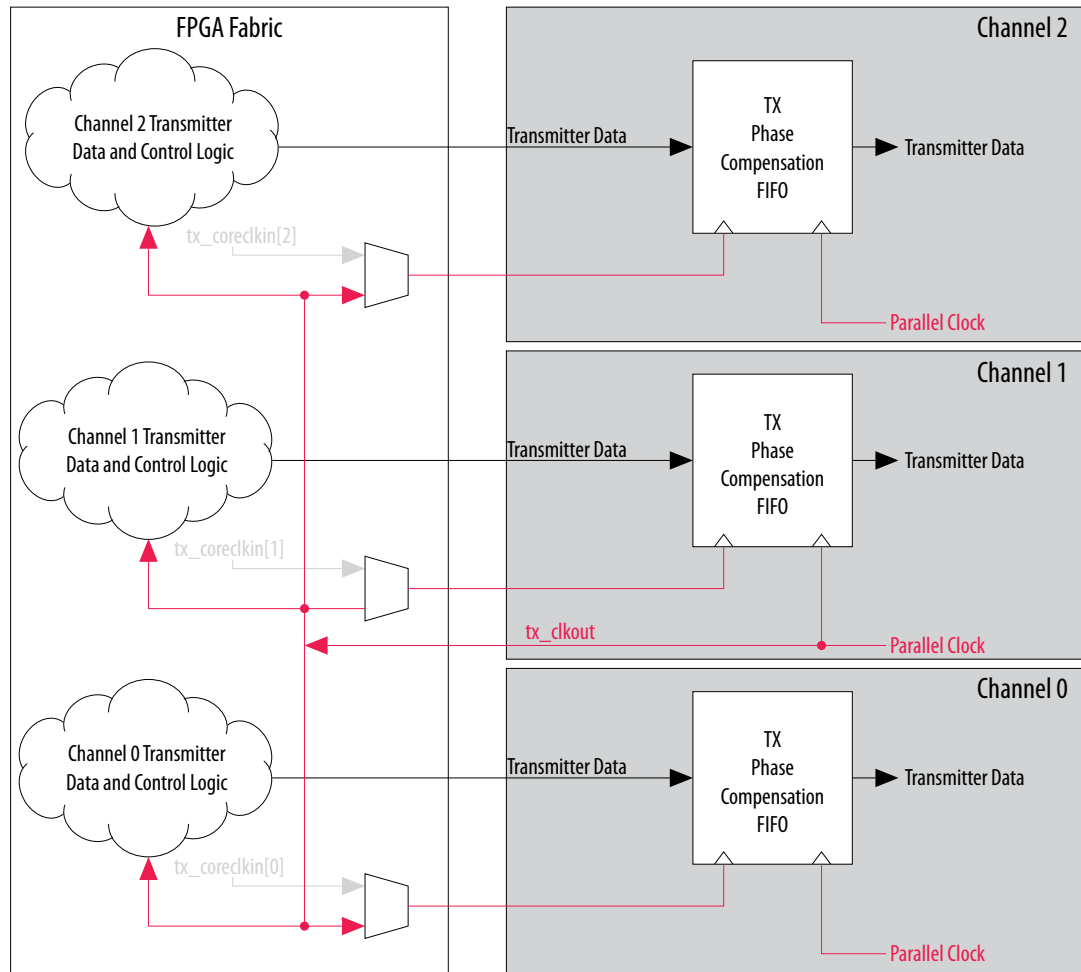 FPGA Fabric
Channel 2
Channel 2 Transmitter
Data and Control Logic
Transmitter Data
TX
Phase
Compensation
FIFO
Transmitter Data
tx_coreclkin[2]
Parallel Clock
Channel 1
Channel 1 Transmitter
Data and Control Logic
Transmitter Data
TX
Phase
Compensation
FIFO
Transmitter Data
tx_coreclkin[1]
tx_clkout
Parallel Clock
Channel 0
Channel 0 Transmitter
Data and Control Logic
Transmitter Data
TX
Phase
Compensation
FIFO
Transmitter Data
tx_coreclkin[0]
Parallel Clock